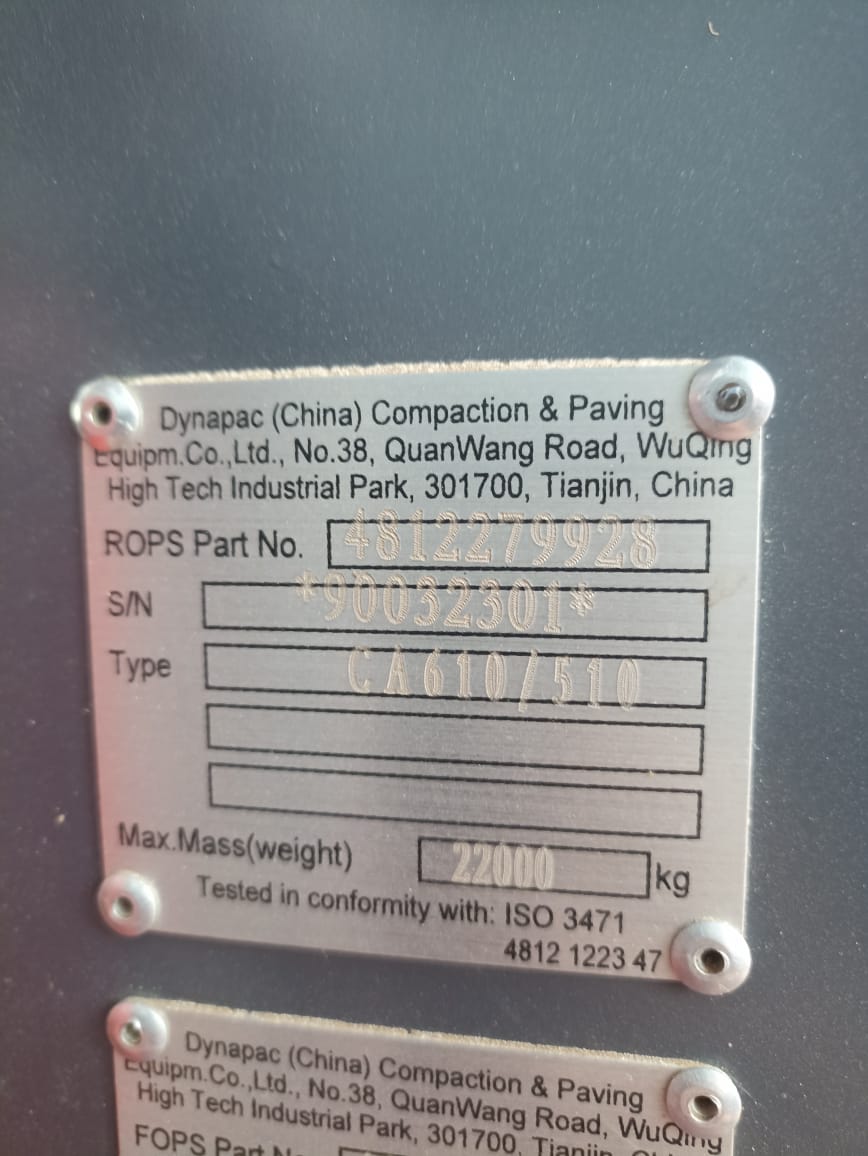 Dynapac (China) Compaction & Paving
Equipm.Co.,Ltd., No.38, QuanWang Road, WuQing
High Tech Industrial Park, 301700, Tianjin, China
ROPS Part No. 4812279928
S/N *90032301*
Type CA610/510
Max.Mass(weight) 22000 kg
Tested in conformity with: ISO 3471
4812 1223 47
Dynapac (China) Compaction & Paving
Equipm.Co.,Ltd., No.38, QuanWang Road, WuQing
High Tech Industrial Park, 301700, Tianjin,
FOPS Part